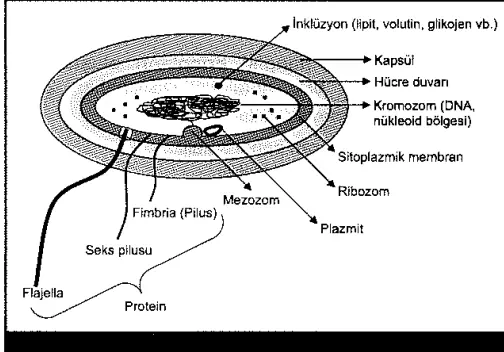 İnklüzyon (lipit, volutin, glikojen vb.)
Kapsül
Hücre duvarı
Kromozom (DNA,
nükleoid bölgesi)
Sitoplazmik membran
Ribozom
Mezozom
Plazmit
Fimbria (Pilus)
Seks pilusu
Flajella
Protein